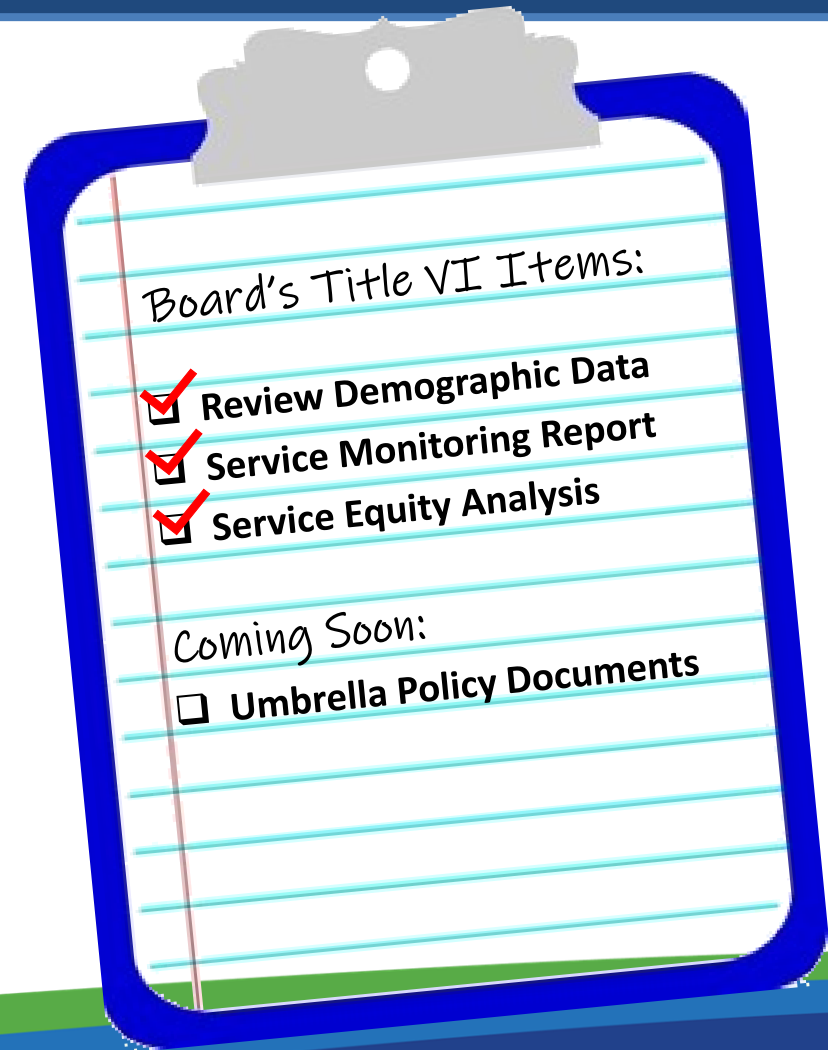 Board's Title VI Items:
Review Demographic Data
Service Monitoring Report
Service Equity Analysis
Coming Soon:
Umbrella Policy Documents